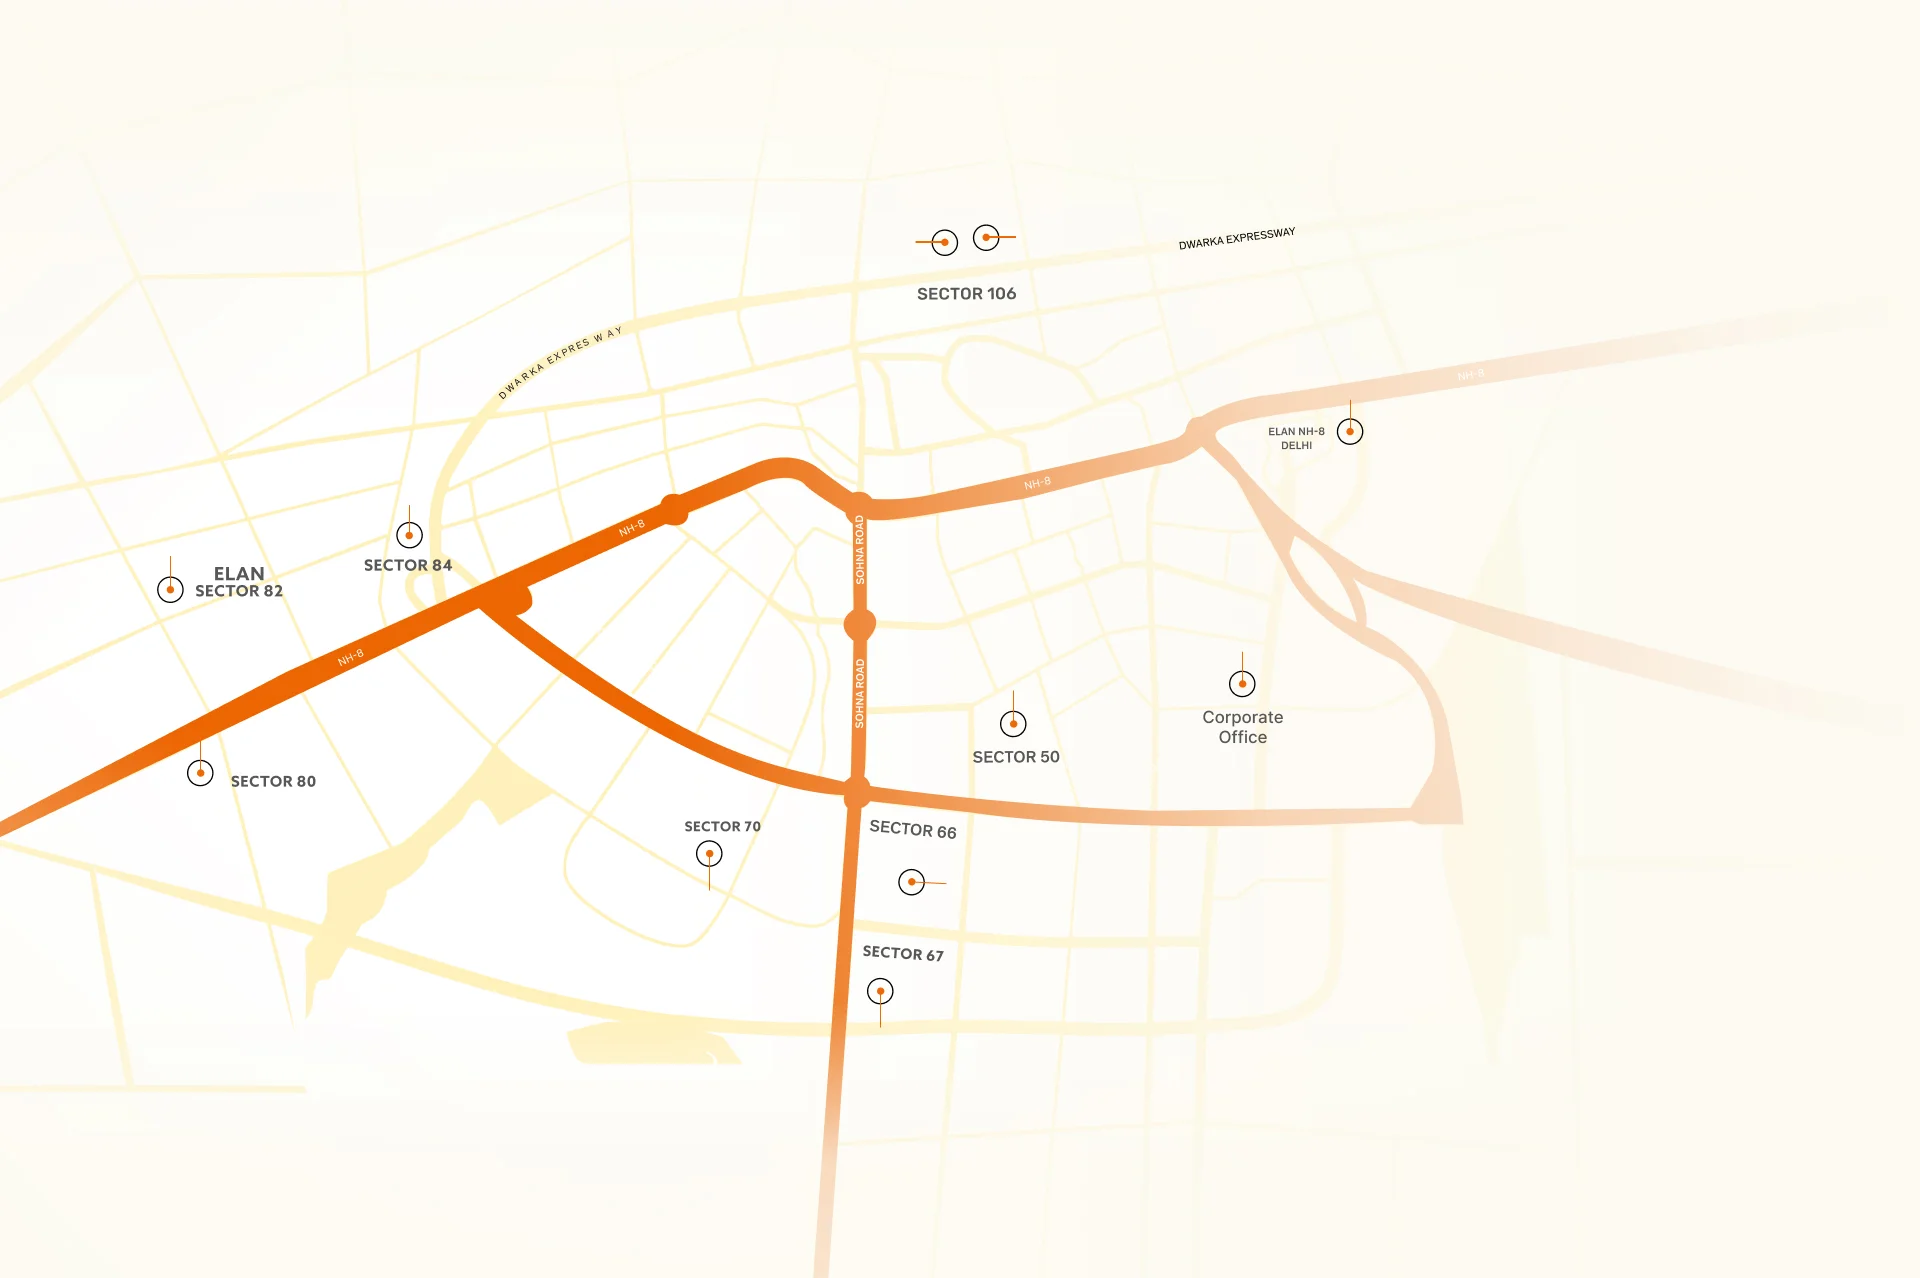 DWARKA EXPRESSWAY
SECTOR 106
DWARKA EXPRES WAY
NH-8
ELAN NH-8
DELHI
NH-8
NH-8
SOHNA ROAD
SECTOR 84
ELAN
SECTOR 82
NH-8
SOHNA ROAD
Corporate
Office
SECTOR 50
SECTOR 80
SECTOR 70
SECTOR 66
SECTOR 67